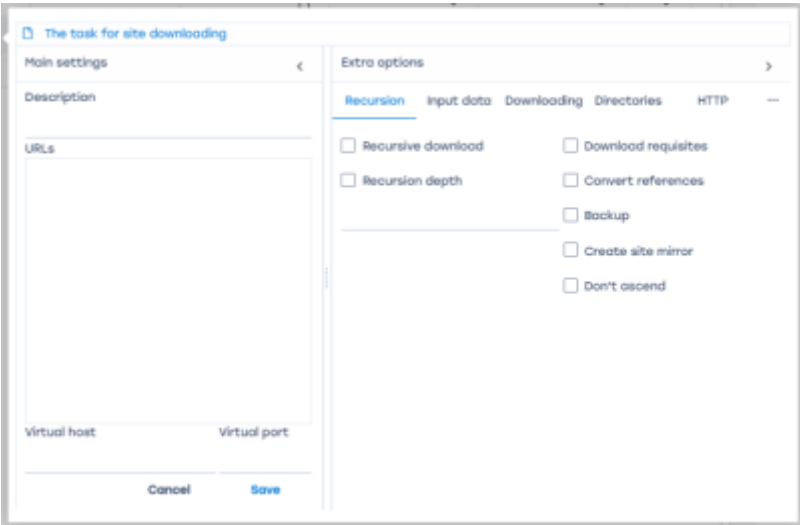 The task for site downloading
Main settings
Description
URLs
Virtual host Virtual port
Cancel Save
Extra options
Recursion Input data Downloading Directories HTTP ...
Recursive download Download requisites
Recursion depth Convert references
Backup
Create site mirror
Don't ascend